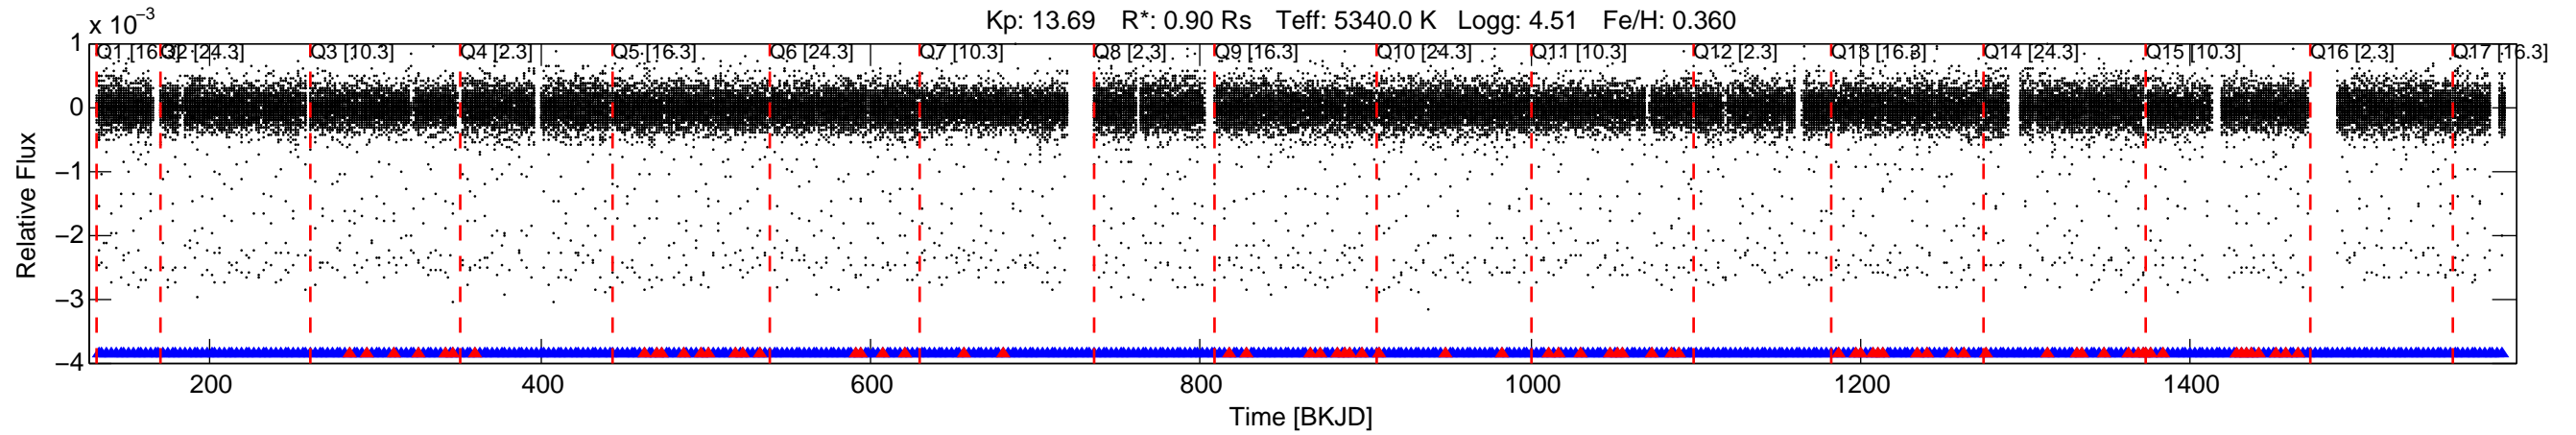 Kp: 13.69 R*: 0.90 Rs Teff: 5340.0 K Logg: 4.51 Fe/H: 0.360
x 10⁻³
Q1 [16.3] Q2 [24.3] Q3 [10.3] Q4 [2.3] Q5 [16.3] Q6 [24.3] Q7 [10.3] Q8 [2.3] Q9 [16.3] Q10 [24.3] Q11 [10.3] Q12 [2.3] Q13 [16.3] Q14 [24.3] Q15 [10.3] Q16 [2.3] Q17 [16.3]
1
0
−1
−2
−3
−4
Relative Flux
200 400 600 800 1000 1200 1400
Time [BKJD]